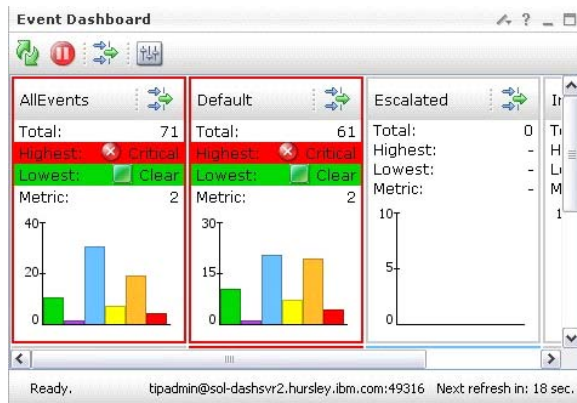 Event Dashboard
?
AllEvents
Total: 71
Highest: Critical
Lowest: Clear
Metric: 2
40
20
0
Default
Total: 61
Highest: Critical
Lowest: Clear
Metric: 2
30
15
0
Escalated
Total: 0
Highest: -
Lowest: -
Metric: -
10
5
0
H
M
1
Ready. tipadmin@sol-dashsvr2.hursley.ibm.com:49316 Next refresh in: 18 sec.